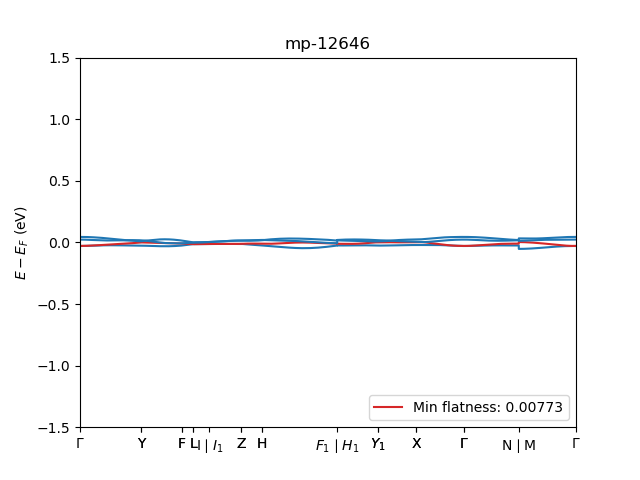 mp-12646
E − E_F (eV)
1.5
1.0
0.5
0.0
−0.5
−1.0
−1.5
Min flatness: 0.00773
Γ Y F L I | I₁ Z H F₁ | H₁ Y₁ X Γ N | M Γ